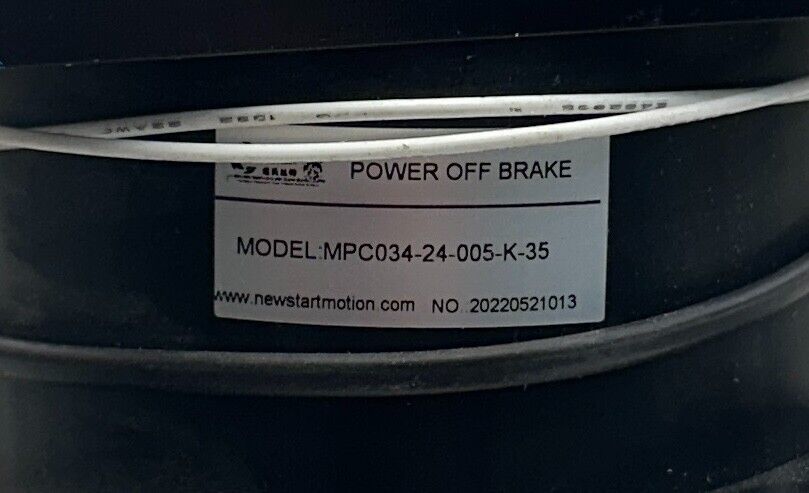 POWER OFF BRAKE
MODEL:MPC034-24-005-K-35
www.newstartmotion.com NO. 20220521013